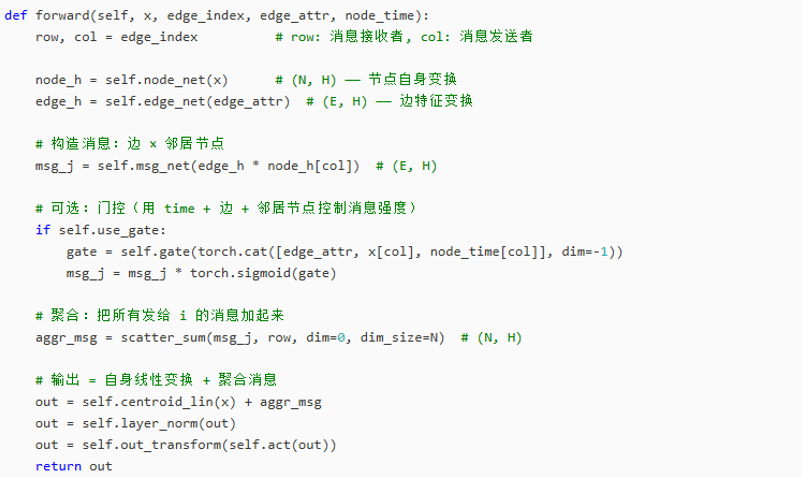 def forward(self, x, edge_index, edge_attr, node_time):
    row, col = edge_index          # row: 消息接收者, col: 消息发送者

    node_h = self.node_net(x)      # (N, H) —— 节点自身变换
    edge_h = self.edge_net(edge_attr)  # (E, H) —— 边特征变换

    # 构造消息: 边 × 邻居节点
    msg_j = self.msg_net(edge_h * node_h[col])  # (E, H)

    # 可选: 门控（用 time + 边 + 邻居节点控制消息强度）
    if self.use_gate:
        gate = self.gate(torch.cat([edge_attr, x[col], node_time[col]], dim=-1))
        msg_j = msg_j * torch.sigmoid(gate)

    # 聚合: 把所有发给 i 的消息加起来
    aggr_msg = scatter_sum(msg_j, row, dim=0, dim_size=N)  # (N, H)

    # 输出 = 自身线性变换 + 聚合消息
    out = self.centroid_lin(x) + aggr_msg
    out = self.layer_norm(out)
    out = self.out_transform(self.act(out))
    return out